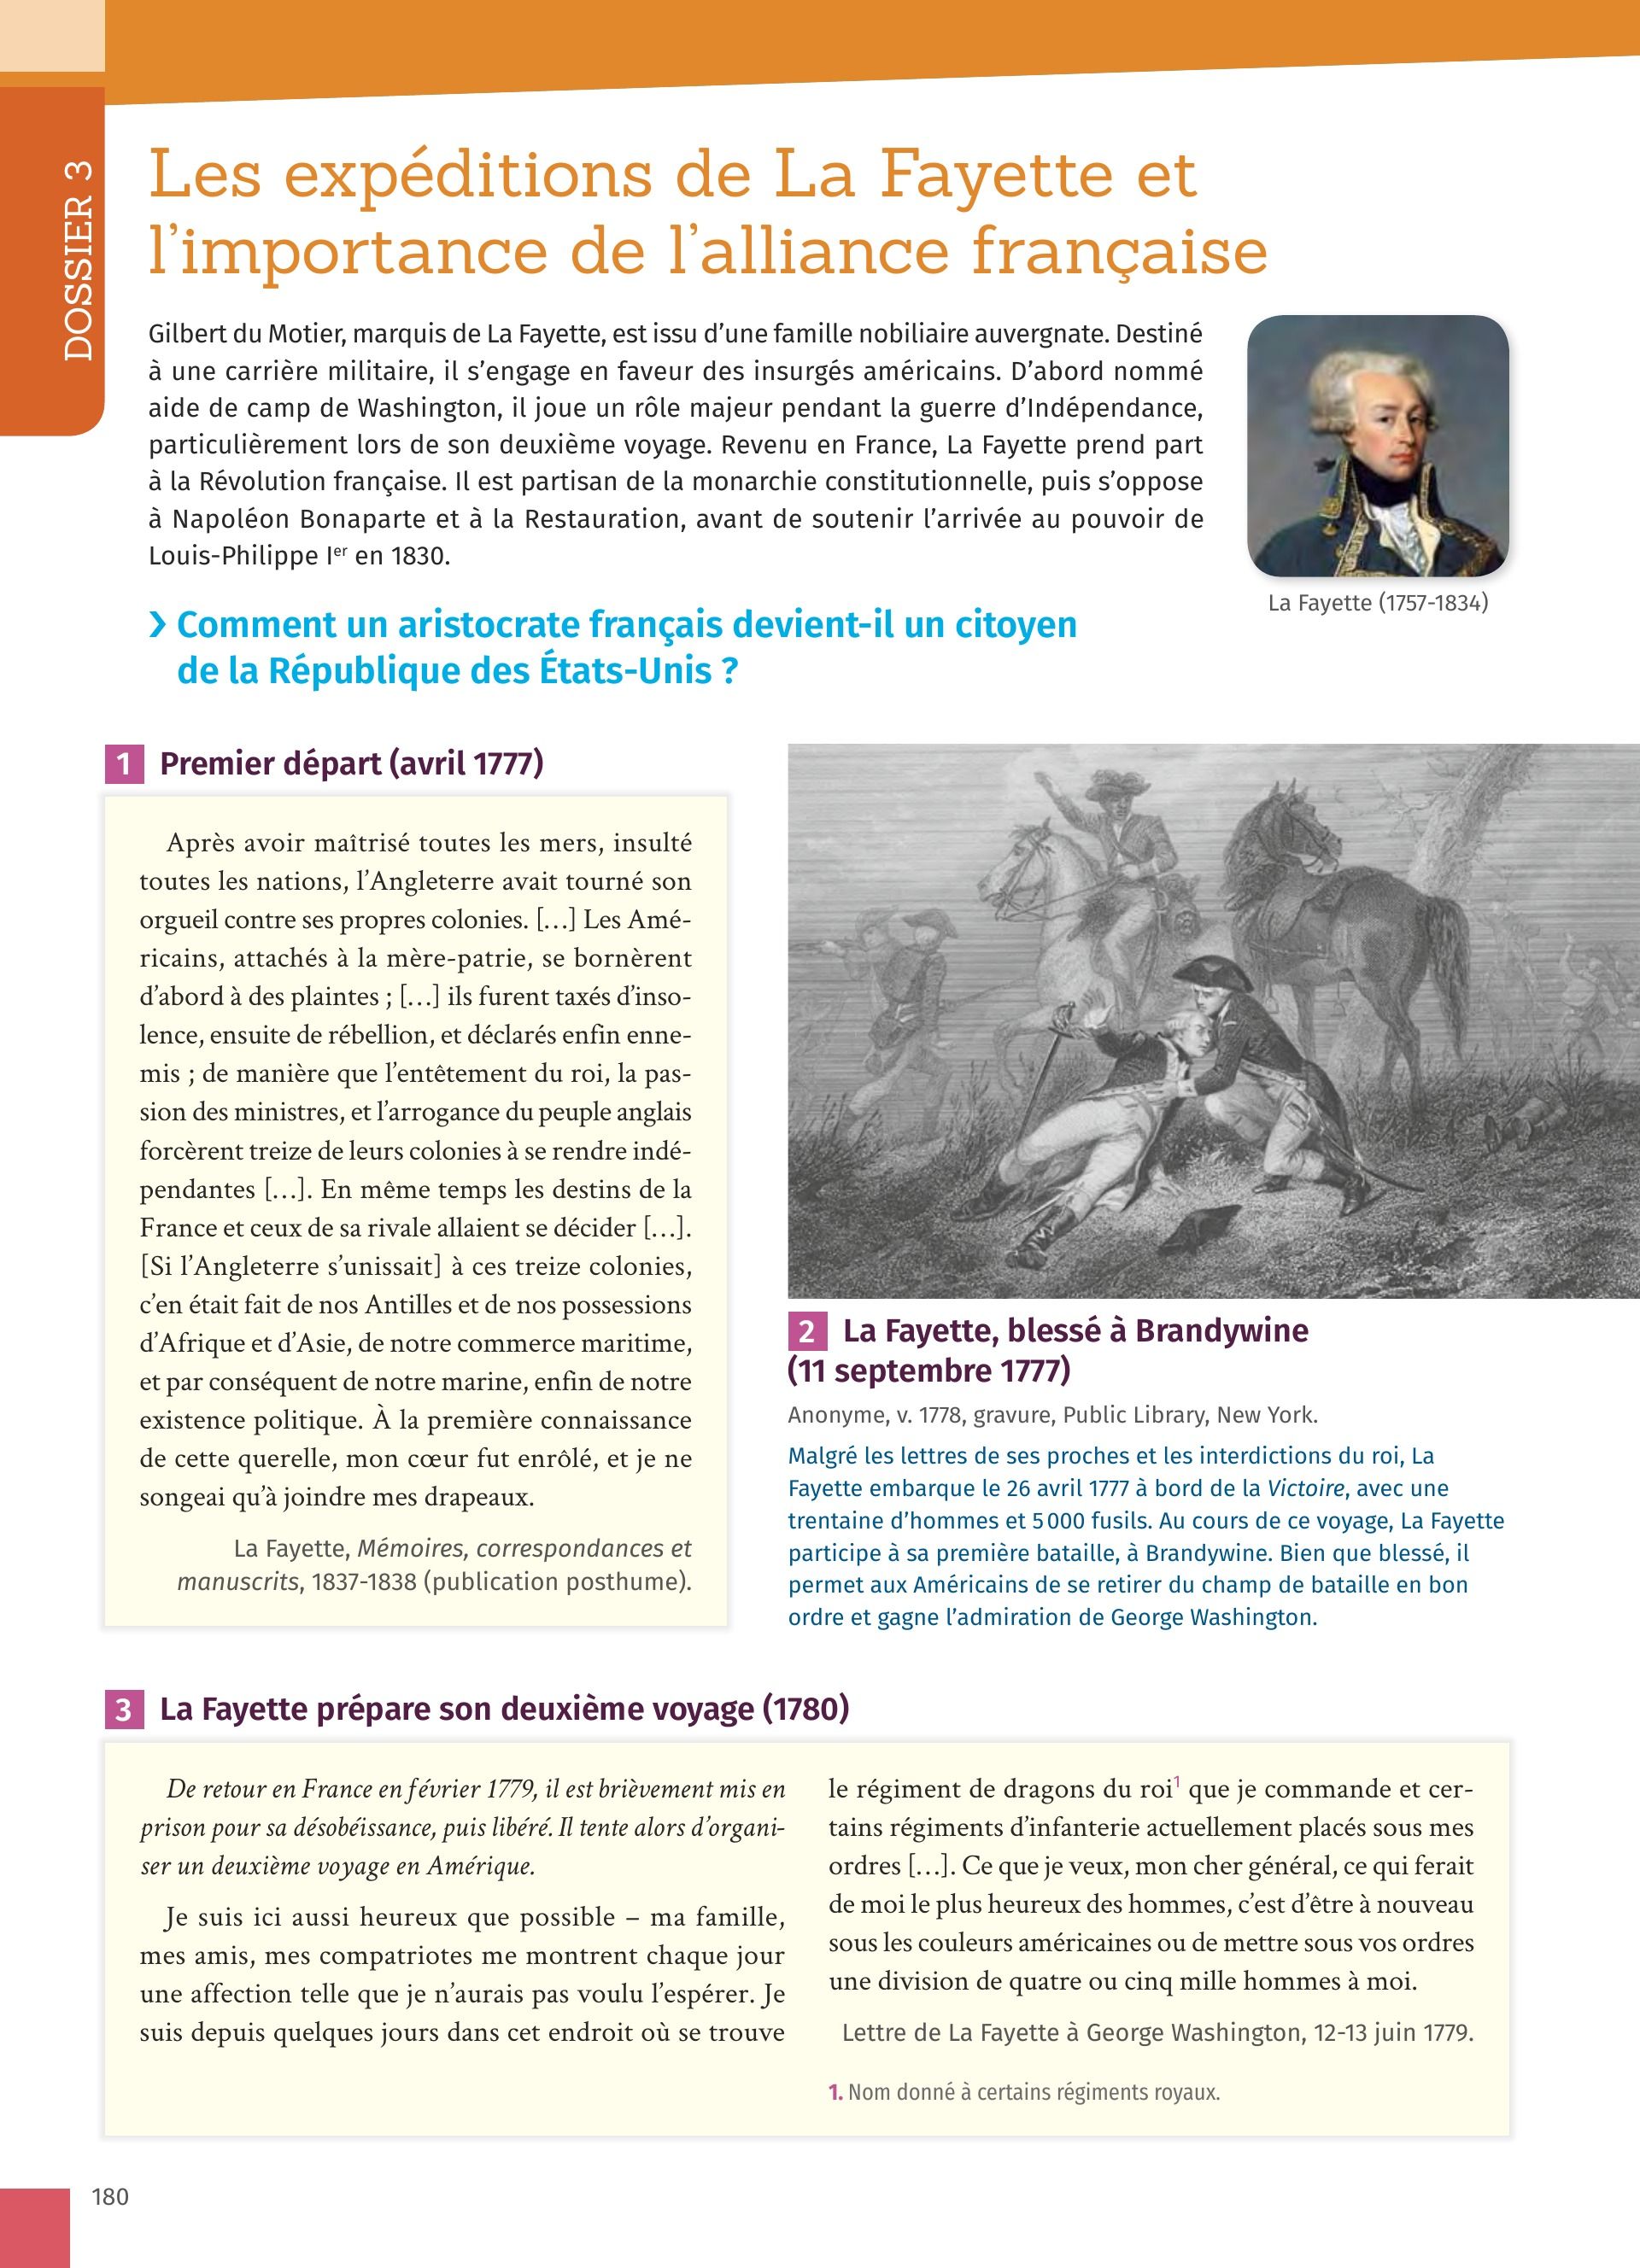 DOSSIER 3
Les expéditions de La Fayette et
l’importance de l’alliance française
Gilbert du Motier, marquis de La Fayette, est issu d’une famille nobiliaire auvergnate. Destiné
à une carrière militaire, il s’engage en faveur des insurgés américains. D’abord nommé
aide de camp de Washington, il joue un rôle majeur pendant la guerre d’Indépendance,
particulièrement lors de son deuxième voyage. Revenu en France, La Fayette prend part
à la Révolution française. Il est partisan de la monarchie constitutionnelle, puis s’oppose
à Napoléon Bonaparte et à la Restauration, avant de soutenir l’arrivée au pouvoir de
Louis-Philippe Ier en 1830.
La Fayette (1757-1834)
› Comment un aristocrate français devient-il un citoyen
de la République des États-Unis ?
1 Premier départ (avril 1777)
Après avoir maîtrisé toutes les mers, insulté
toutes les nations, l’Angleterre avait tourné son
orgueil contre ses propres colonies. […] Les Amé-
ricains, attachés à la mère-patrie, se bornèrent
d’abord à des plaintes ; […] ils furent taxés d’inso-
lence, ensuite de rébellion, et déclarés enfin enne-
mis ; de manière que l’entêtement du roi, la pas-
sion des ministres, et l’arrogance du peuple anglais
forcèrent treize de leurs colonies à se rendre indé-
pendantes […]. En même temps les destins de la
France et ceux de sa rivale allaient se décider […].
[Si l’Angleterre s’unissait] à ces treize colonies,
c’en était fait de nos Antilles et de nos possessions
d’Afrique et d’Asie, de notre commerce maritime,
et par conséquent de notre marine, enfin de notre
existence politique. À la première connaissance
de cette querelle, mon cœur fut enrôlé, et je ne
songeai qu’à joindre mes drapeaux.
La Fayette, Mémoires, correspondances et
manuscrits, 1837-1838 (publication posthume).
2 La Fayette, blessé à Brandywine
(11 septembre 1777)
Anonyme, v. 1778, gravure, Public Library, New York.
Malgré les lettres de ses proches et les interdictions du roi, La
Fayette embarque le 26 avril 1777 à bord de la Victoire, avec une
trentaine d’hommes et 5 000 fusils. Au cours de ce voyage, La Fayette
participe à sa première bataille, à Brandywine. Bien que blessé, il
permet aux Américains de se retirer du champ de bataille en bon
ordre et gagne l’admiration de George Washington.
3 La Fayette prépare son deuxième voyage (1780)
De retour en France en février 1779, il est brièvement mis en
prison pour sa désobéissance, puis libéré. Il tente alors d’organi-
ser un deuxième voyage en Amérique.
Je suis ici aussi heureux que possible – ma famille,
mes amis, mes compatriotes me montrent chaque jour
une affection telle que je n’aurais pas voulu l’espérer. Je
suis depuis quelques jours dans cet endroit où se trouve
le régiment de dragons du roi1 que je commande et cer-
tains régiments d’infanterie actuellement placés sous mes
ordres […]. Ce que je veux, mon cher général, ce qui ferait
de moi le plus heureux des hommes, c’est d’être à nouveau
sous les couleurs américaines ou de mettre sous vos ordres
une division de quatre ou cinq mille hommes à moi.
Lettre de La Fayette à George Washington, 12-13 juin 1779.
1. Nom donné à certains régiments royaux.
180